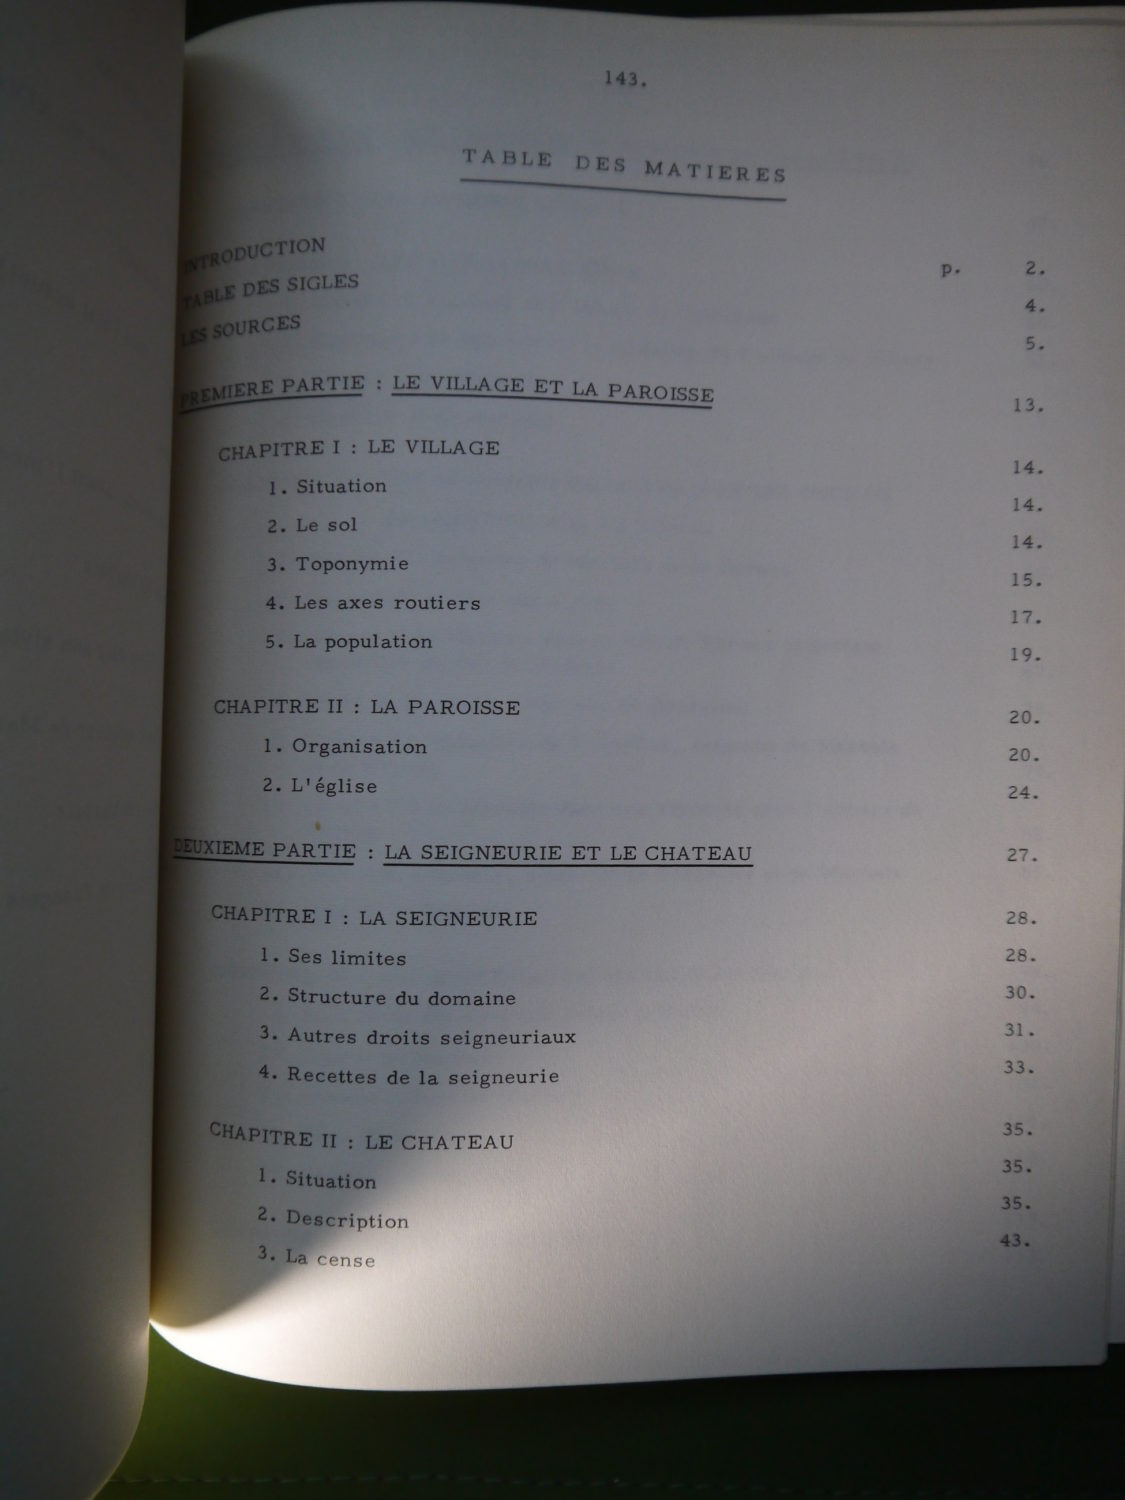 143.
TABLE DES MATIERES
INTRODUCTION p. 2.
TABLE DES SIGLES 4.
LES SOURCES 5.
PREMIERE PARTIE : LE VILLAGE ET LA PAROISSE 13.
CHAPITRE I : LE VILLAGE 14.
1. Situation 14.
2. Le sol 14.
3. Toponymie 15.
4. Les axes routiers 17.
5. La population 19.
CHAPITRE II : LA PAROISSE 20.
1. Organisation 20.
2. L'église 24.
DEUXIEME PARTIE : LA SEIGNEURIE ET LE CHATEAU 27.
CHAPITRE I : LA SEIGNEURIE 28.
1. Ses limites 28.
2. Structure du domaine 30.
3. Autres droits seigneuriaux 31.
4. Recettes de la seigneurie 33.
CHAPITRE II : LE CHATEAU 35.
1. Situation 35.
2. Description 35.
3. La cense 43.